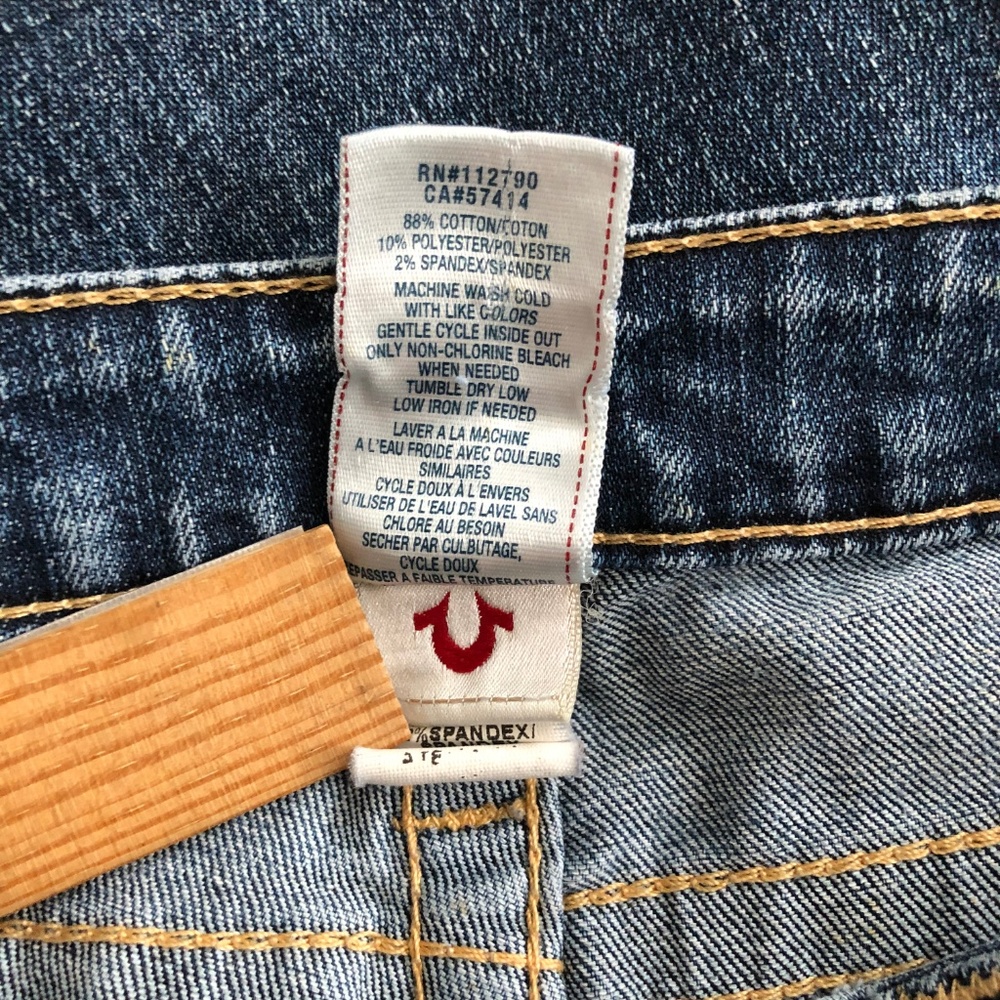 RN#112790
CA#57414
88% COTTON/COTON
10% POLYESTER/POLYESTER
2% SPANDEX/SPANDEX
MACHINE WASH COLD
WITH LIKE COLORS
GENTLE CYCLE INSIDE OUT
ONLY NON-CHLORINE BLEACH
WHEN NEEDED
TUMBLE DRY LOW
LOW IRON IF NEEDED
LAVER A LA MACHINE
A L'EAU FROIDE AVEC COULEURS
SIMILAIRES
CYCLE DOUX À L'ENVERS
UTILISER DE L'EAU DE LAVEL SANS
CHLORE AU BESOIN
SECHER PAR CULBUTAGE,
CYCLE DOUX
EPASSER A FAIBLE TEMPERATURE
% SPANDEX/